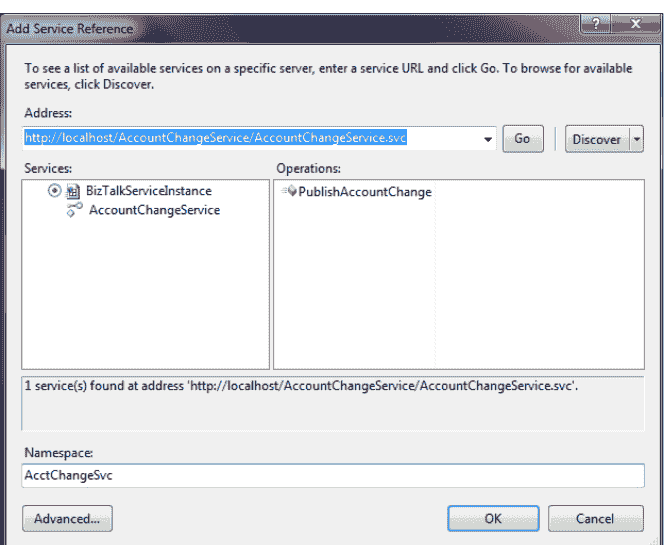 Add Service Reference
To see a list of available services on a specific server, enter a service URL and click Go. To browse for available
services, click Discover.
Address:
http://localhost/AccountChangeService/AccountChangeService.svc
Go
Discover
Services:
Operations:
BizTalkServiceInstance
PublishAccountChange
AccountChangeService
1 service(s) found at address 'http://localhost/AccountChangeService/AccountChangeService.svc'.
Namespace:
AcctChangeSvc
Advanced...
OK
Cancel